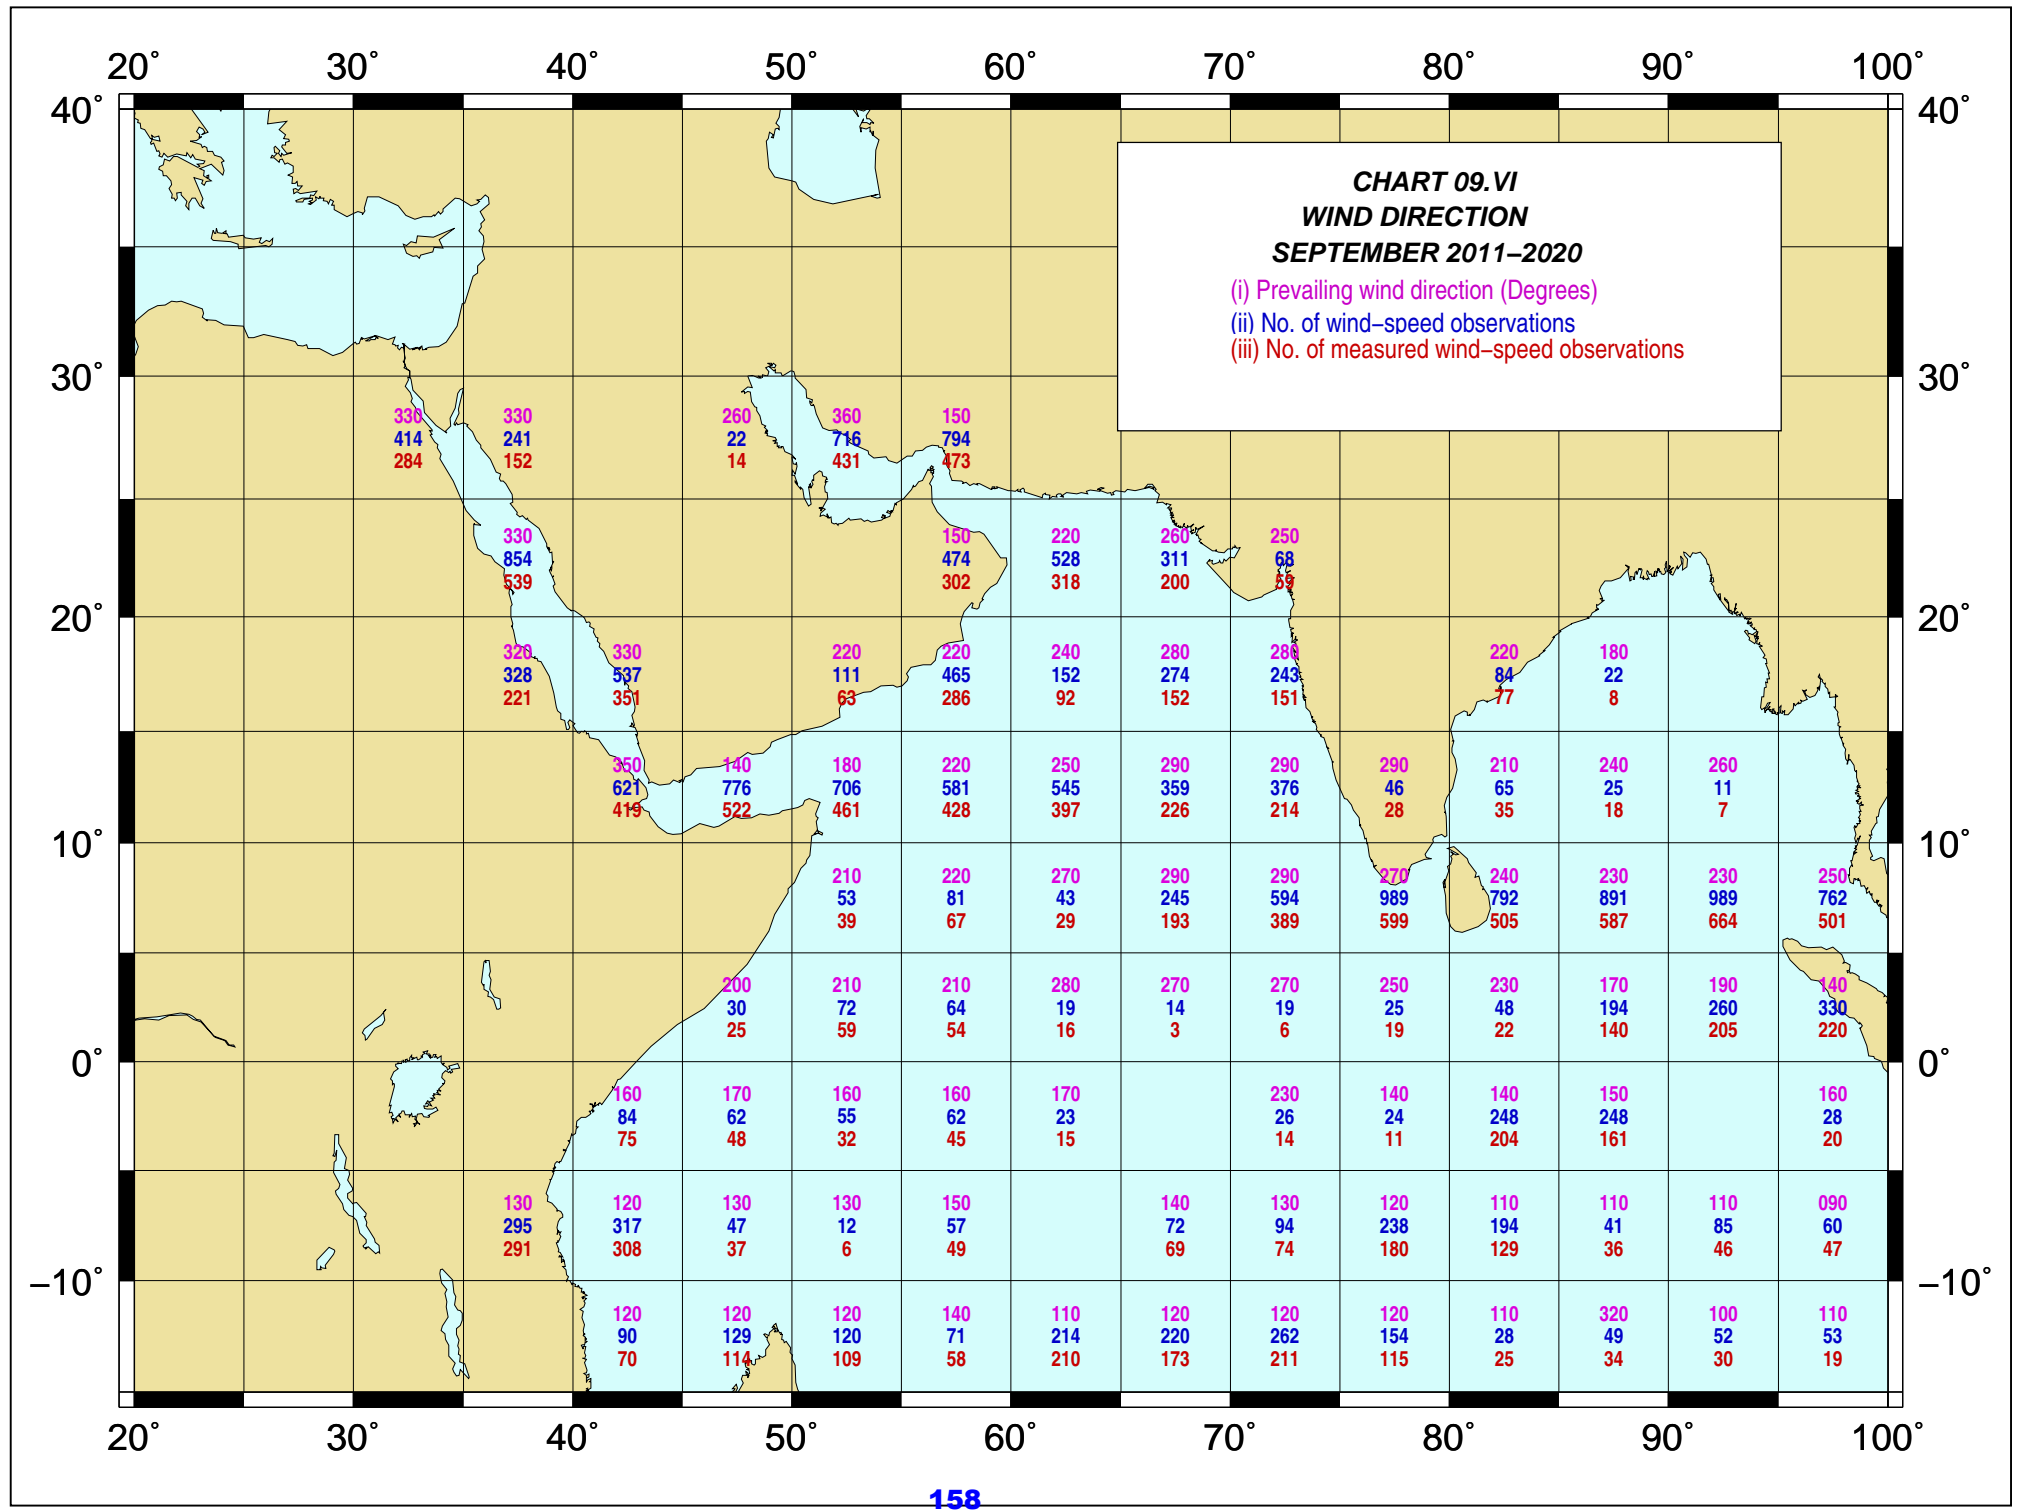 20° 30° 40° 50° 60° 70° 80° 90° 100°
40° 40°
CHART 09.VI
WIND DIRECTION
SEPTEMBER 2011–2020
(i) Prevailing wind direction (Degrees)
(ii) No. of wind–speed observations
(iii) No. of measured wind–speed observations
30° 30°
330 330 260 360 150
414 241 22 716 794
284 152 14 431 473
330 150 220 260 250
854 474 528 311 68
539 302 318 200 59
20° 20°
320 330 220 220 240 280 280 220 180
328 537 111 465 152 274 243 84 22
221 351 63 286 92 152 151 77 8
350 140 180 220 250 290 290 290 210 240 260
621 776 706 581 545 359 376 46 65 25 11
419 522 461 428 397 226 214 28 35 18 7
10° 10°
210 220 270 290 290 270 240 230 230 250
53 81 43 245 594 989 792 891 989 762
39 67 29 193 389 599 505 587 664 501
200 210 210 280 270 270 250 230 170 190 140
30 72 64 19 14 19 25 48 194 260 330
25 59 54 16 3 6 19 22 140 205 220
0° 0°
160 170 160 160 170 230 140 140 150 160
84 62 55 62 23 26 24 248 248 28
75 48 32 45 15 14 11 204 161 20
130 120 130 130 150 140 130 120 110 110 110 090
295 317 47 12 57 72 94 238 194 41 85 60
291 308 37 6 49 69 74 180 129 36 46 47
–10° –10°
120 120 120 140 110 120 120 120 110 320 100 110
90 129 120 71 214 220 262 154 28 49 52 53
70 114 109 58 210 173 211 115 25 34 30 19
20° 30° 40° 50° 60° 70° 80° 90° 100°
158